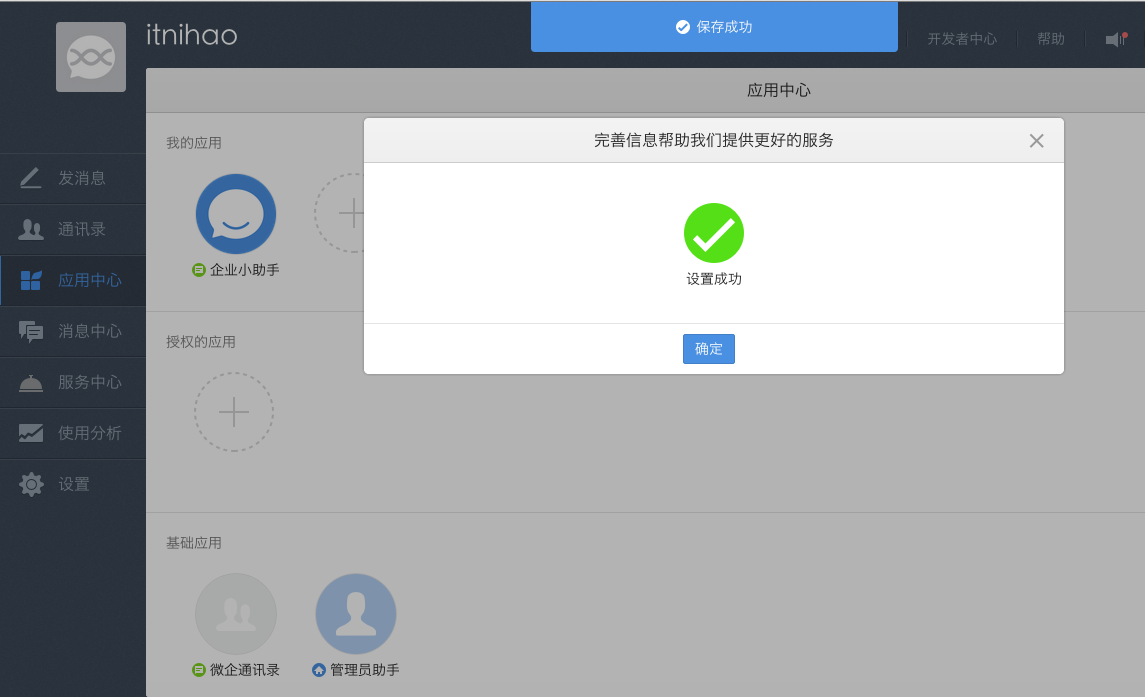 itnihao
保存成功
开发者中心
帮助
应用中心
我的应用
企业小助手
完善信息帮助我们提供更好的服务
设置成功
确定
发消息
通讯录
应用中心
消息中心
服务中心
使用分析
设置
授权的应用
基础应用
微企通讯录
管理员助手